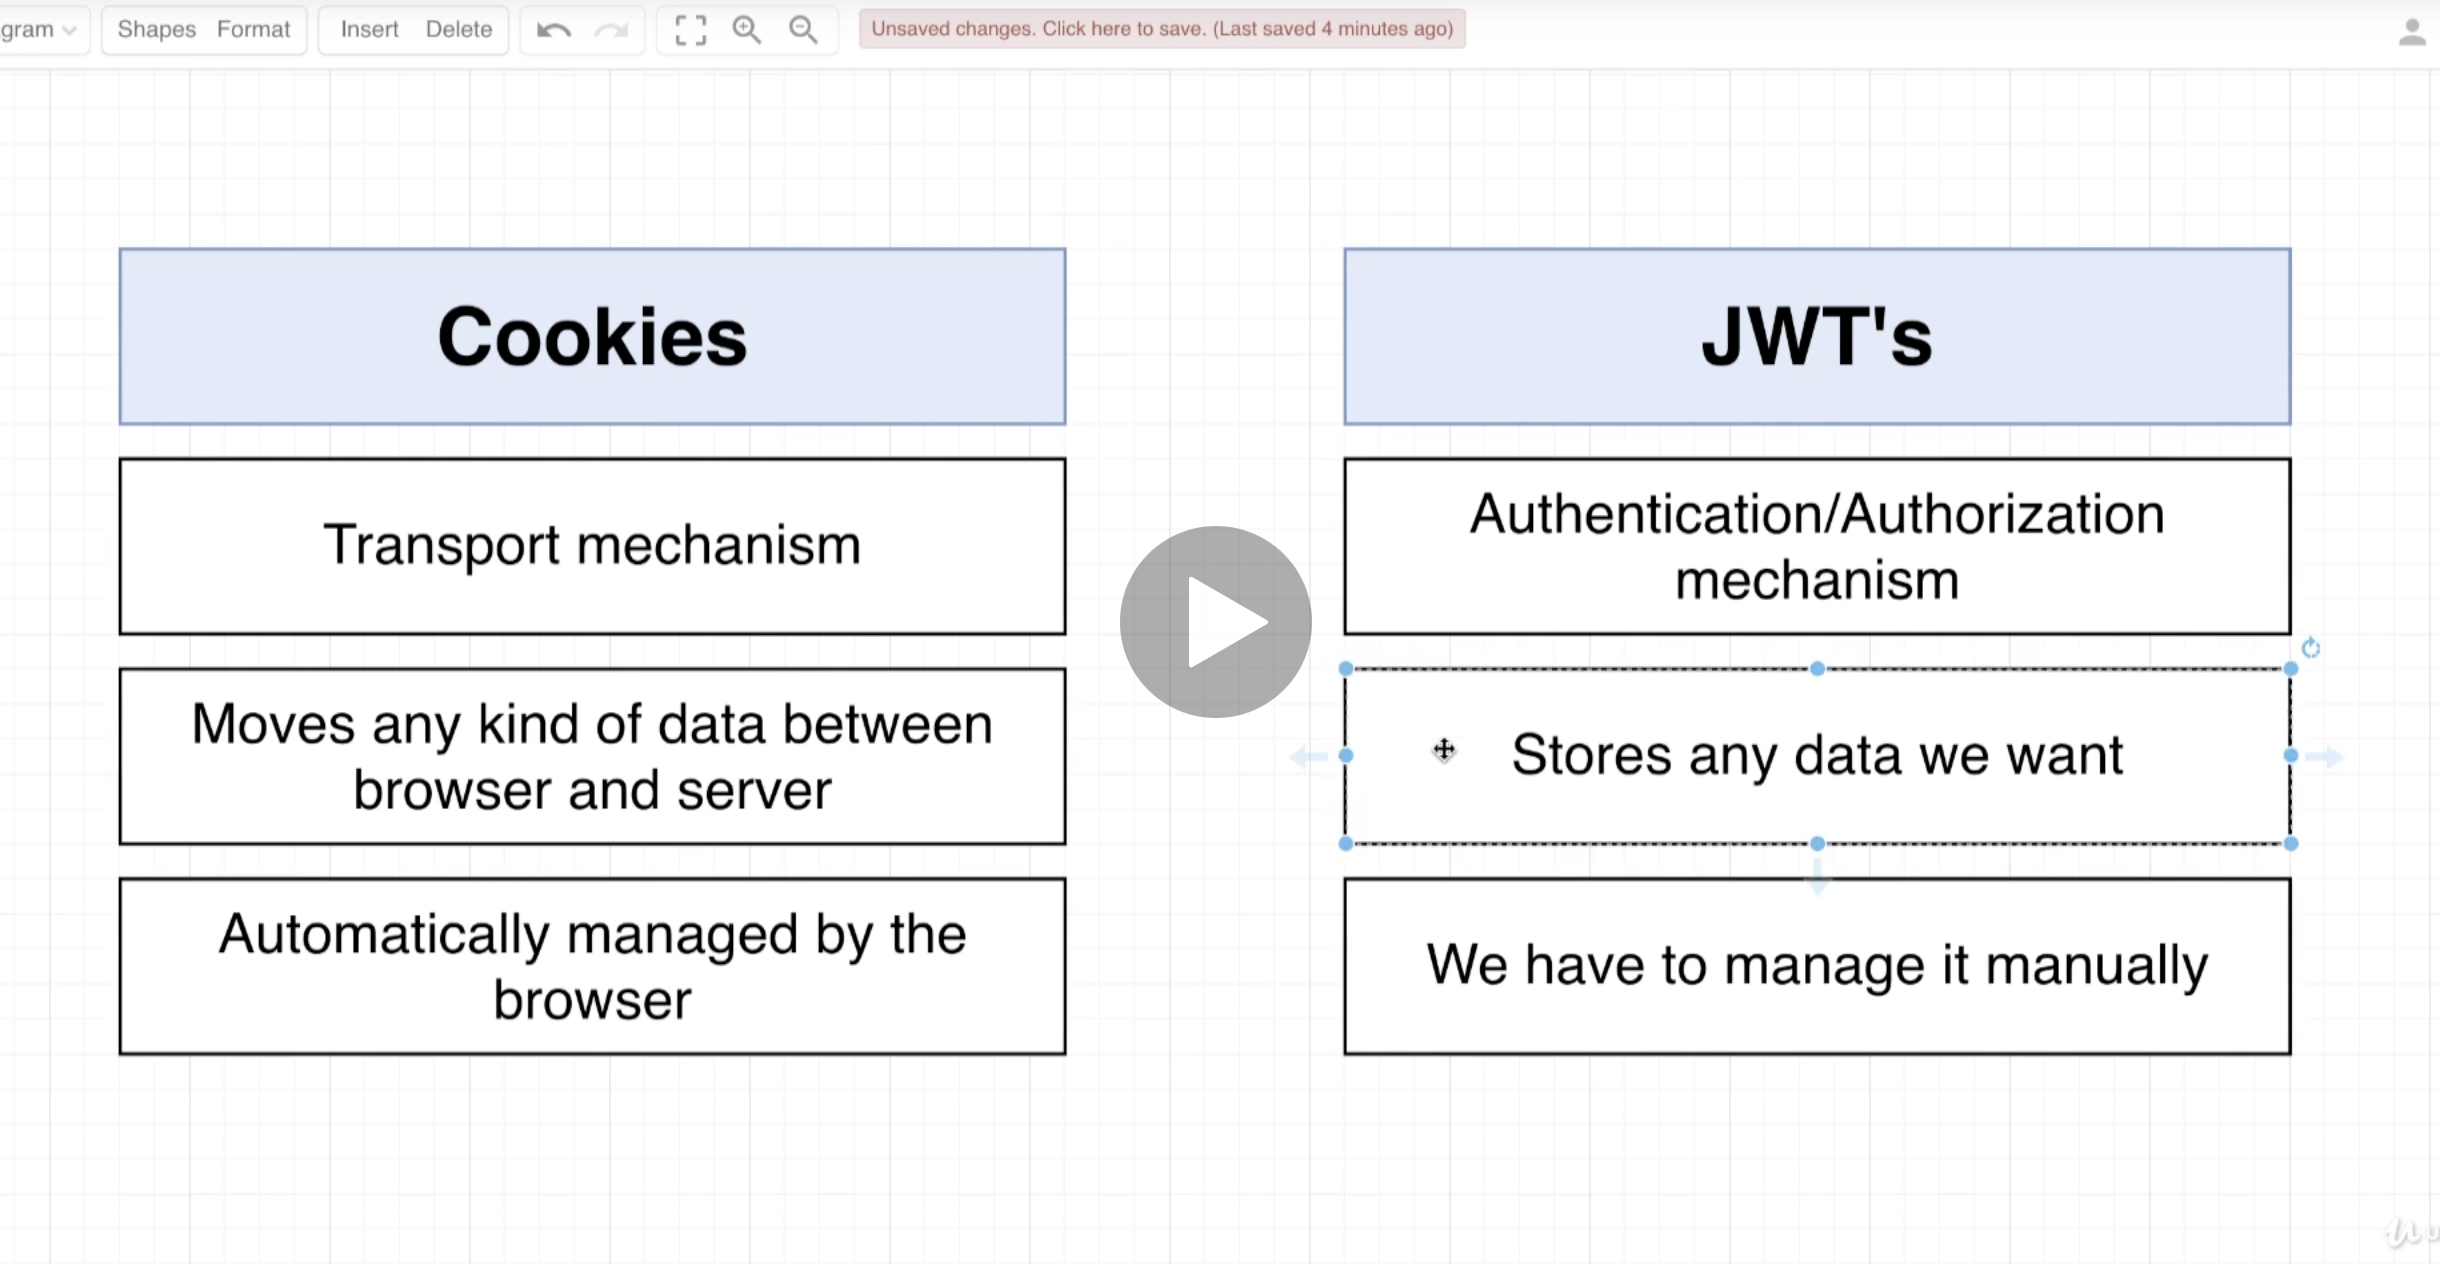 gram
Shapes Format Insert Delete Unsaved changes. Click here to save. (Last saved 4 minutes ago)
Cookies
Transport mechanism
Moves any kind of data between
browser and server
Automatically managed by the
browser
JWT's
Authentication/Authorization
mechanism
Stores any data we want
We have to manage it manually